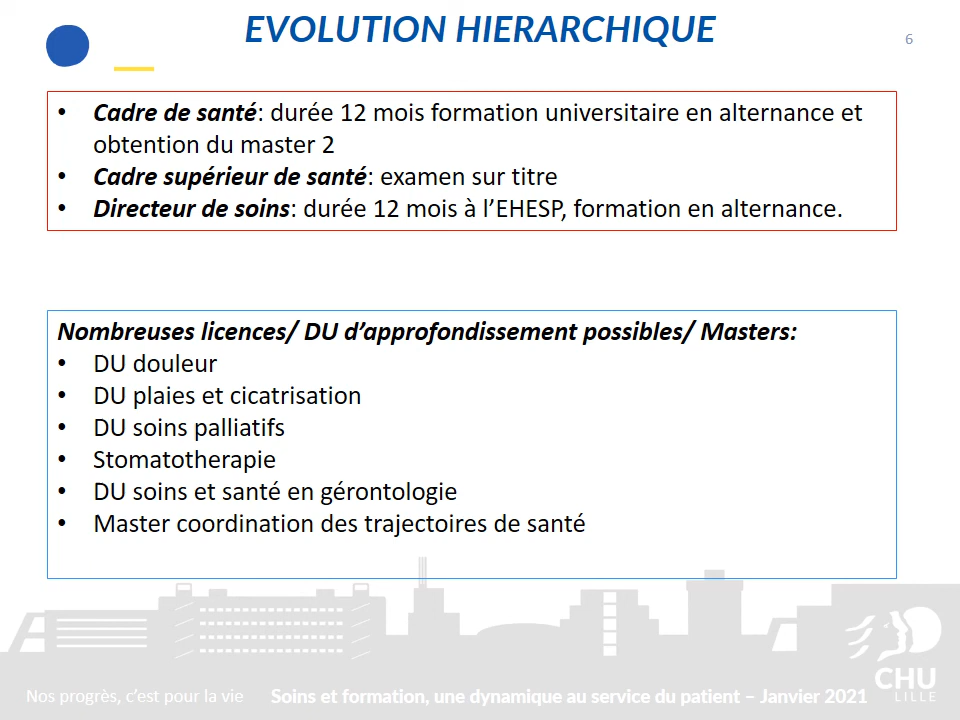 EVOLUTION HIERARCHIQUE
6
• Cadre de santé: durée 12 mois formation universitaire en alternance et
obtention du master 2
• Cadre supérieur de santé: examen sur titre
• Directeur de soins: durée 12 mois à l’EHESP, formation en alternance.
Nombreuses licences/ DU d’approfondissement possibles/ Masters:
• DU douleur
• DU plaies et cicatrisation
• DU soins palliatifs
• Stomatotherapie
• DU soins et santé en gérontologie
• Master coordination des trajectoires de santé
Nos progrès, c’est pour la vie
Soins et formation, une dynamique au service du patient – Janvier 2021
CHU
LILLE